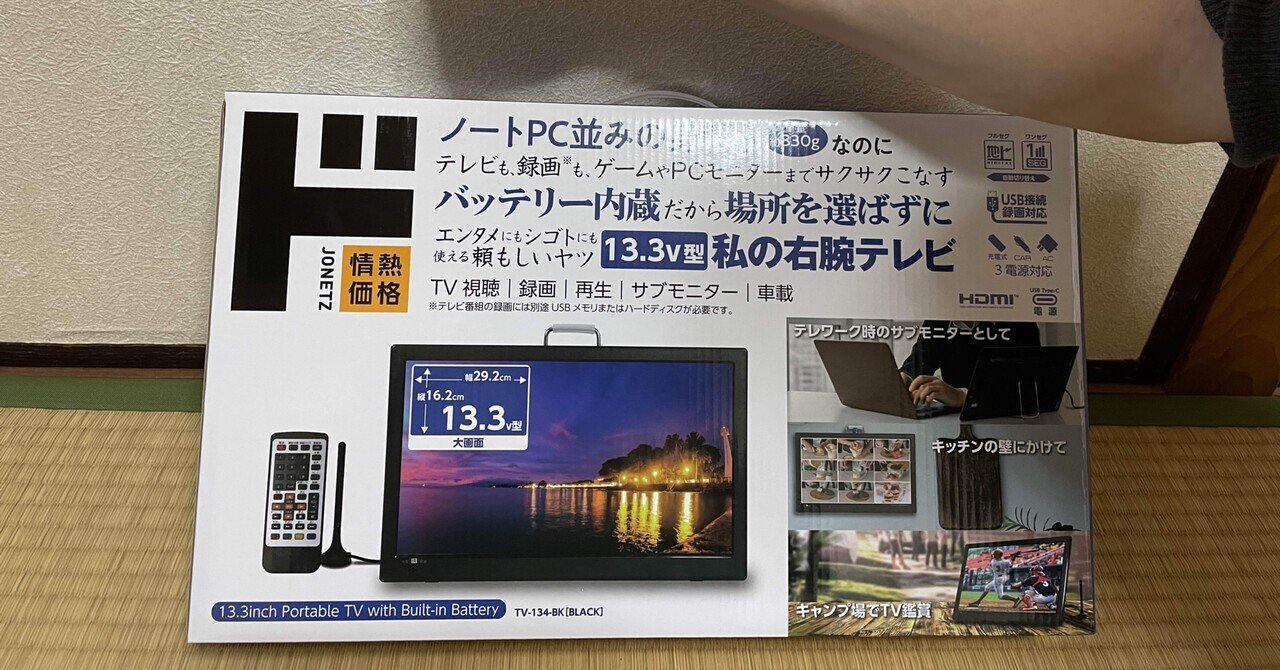 ド
JONETZ
情熱
価格
ノートPC並みの
830g
なのに
テレビも、録画※も、ゲームやPCモニターまでサクサクこなす
バッテリー内蔵だから場所を選ばずに
エンタメにもシゴトにも
使える頼もしいヤツ
13.3V型 私の右腕テレビ
TV 視聴|録画|再生|サブモニター|車載
※テレビ番組の録画には別途 USB メモリまたはハードディスクが必要です。
フルセグ ワンセグ
地上
DIGITAL
1
SEG
自動切り替え
USB接続
録画対応
充電式 CAR AC
3電源対応
HDMI
USB Type-C
電源
幅29.2cm
縦16.2cm
13.3V型
大画面
テレワーク時のサブモニターとして
キッチンの壁にかけて
キャンプ場でTV鑑賞
13.3inch Portable TV with Built-in Battery
TV-134-BK[BLACK]